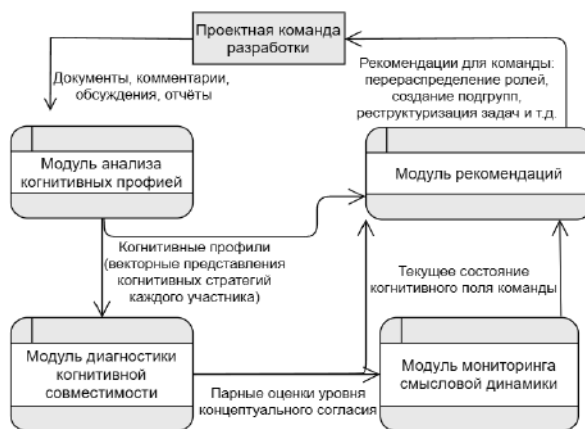 Проектная команда
разработки
Документы, комментарии,
обсуждения, отчёты
Рекомендации для команды:
перераспределение ролей,
создание подгрупп,
реструктуризация задач и т.д.
Модуль анализа
когнитивных профией
Модуль рекомендаций
Когнитивные профили
(векторные представления
когнитивных стратегий
каждого участника)
Текущее состояние
когнитивного поля команды
Модуль диагностики
когнитивной
совместимости
Парные оценки уровня
концептуального согласия
Модуль мониторинга
смысловой динамики